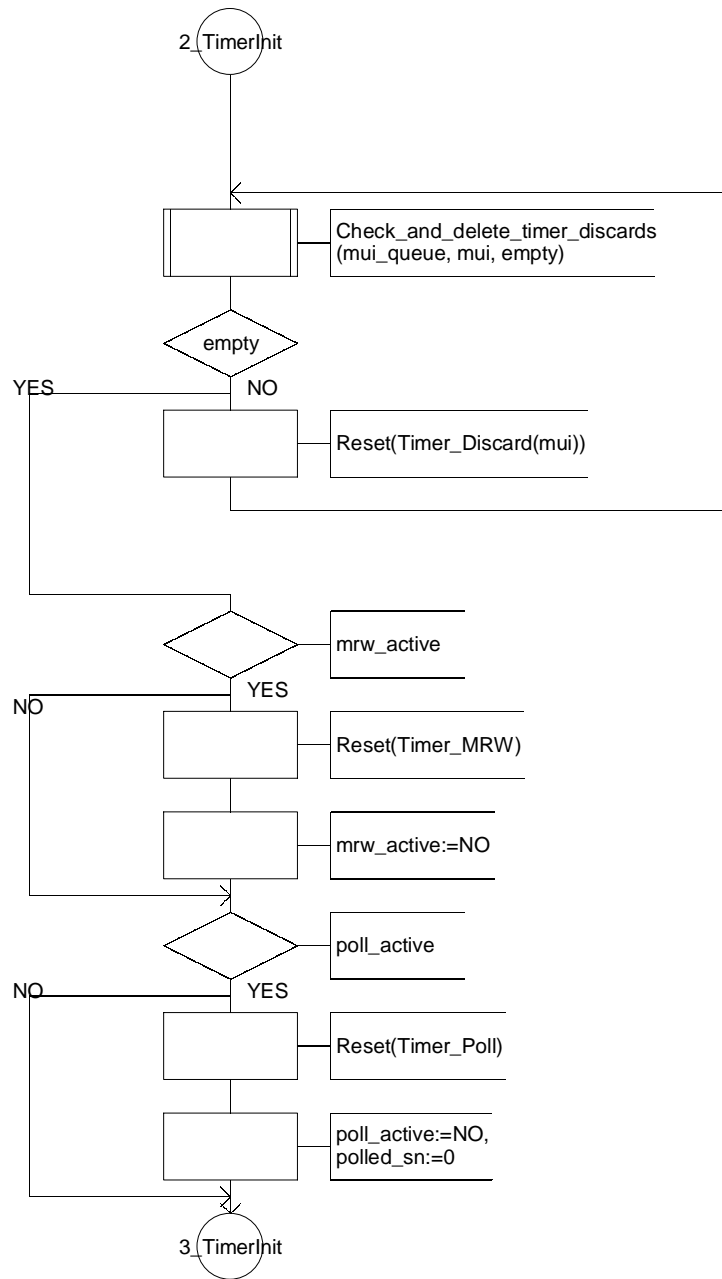 2_TimerInit
Check_and_delete_timer_discards
(mui_queue, mui, empty)
empty
YES
NO
Reset(Timer_Discard(mui))
mrw_active
YES
NO
Reset(Timer_MRW)
mrw_active:=NO
poll_active
NO
YES
Reset(Timer_Poll)
poll_active:=NO,
polled_sn:=0
3_TimerInit